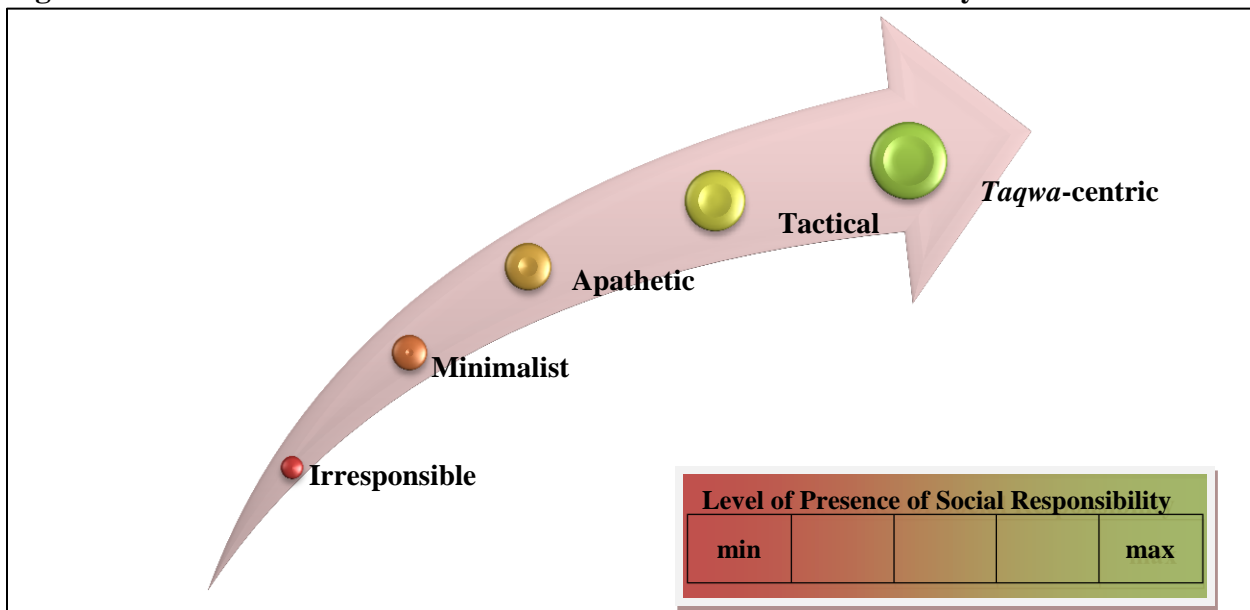 Taqwa-centric
Tactical
Apathetic
Minimalist
Irresponsible
Level of Presence of Social Responsibility
min max